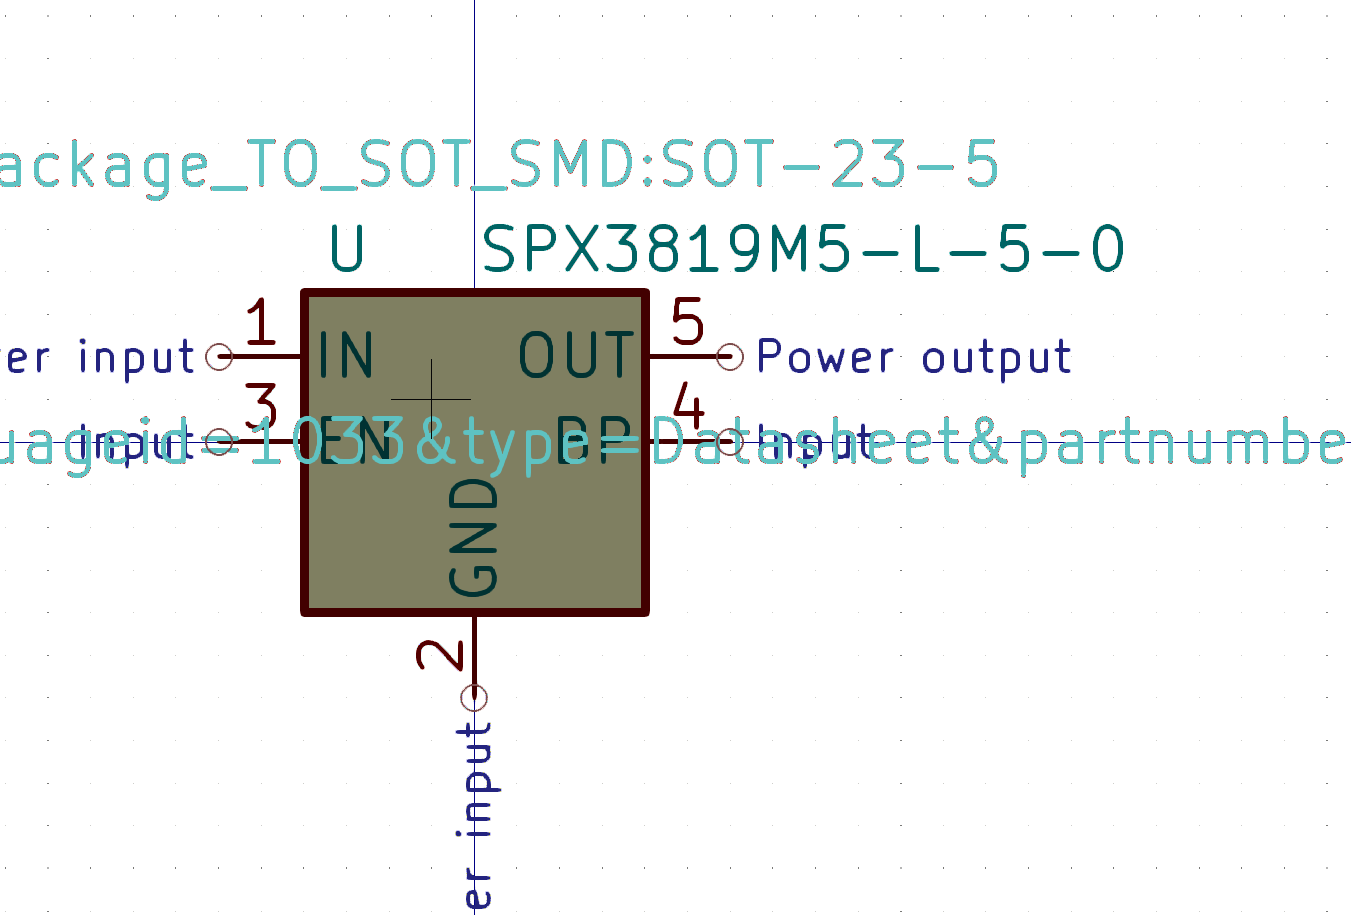 ackage_TO_SOT_SMD:SOT-23-5
U SPX3819M5-L-5-0
er input 1 IN OUT 5 Power output
Input 3 EN BP 4 Input
uageid=1033&type=Datasheet&partnumbe
GND
2
er input